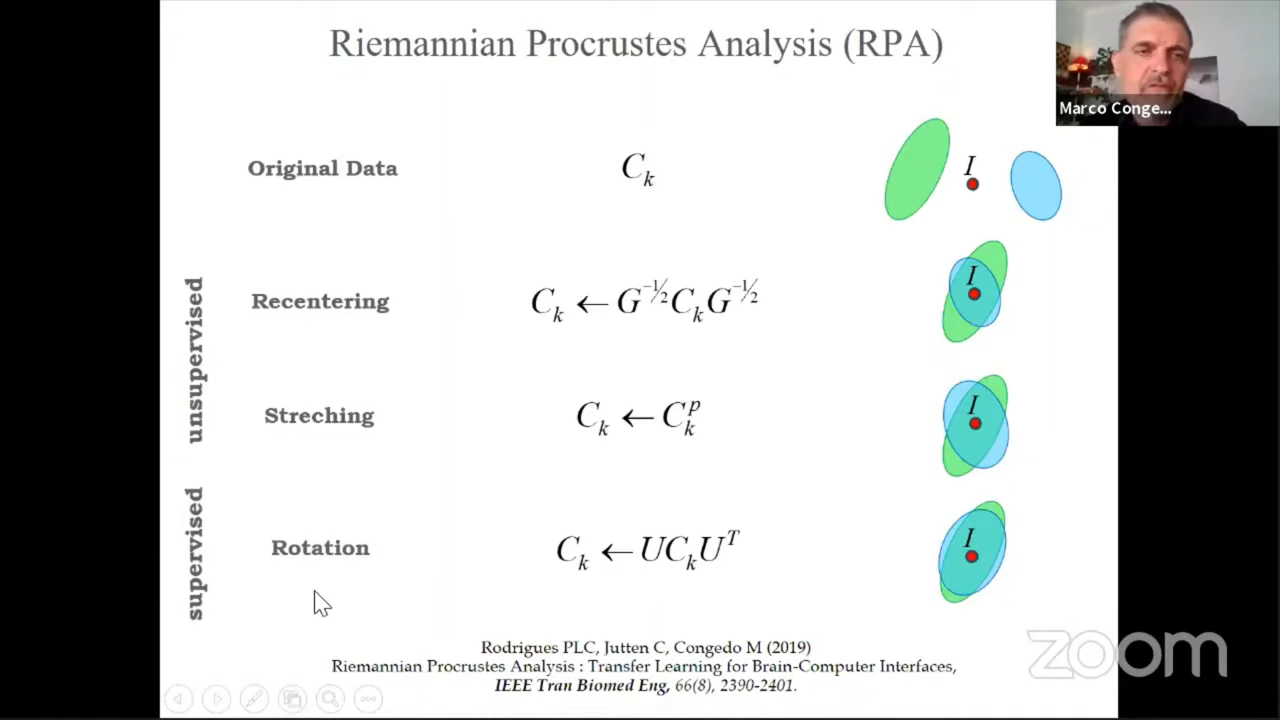 Riemannian Procrustes Analysis (RPA)
Marco Conge...
Original Data
C_k
I
unsupervised
Recentering
C_k ← G^{-1/2} C_k G^{-1/2}
I
Streching
C_k ← C_k^p
I
supervised
Rotation
C_k ← U C_k U^T
I
Rodrigues PLC, Jutten C, Congedo M (2019)
Riemannian Procrustes Analysis : Transfer Learning for Brain-Computer Interfaces,
IEEE Tran Biomed Eng, 66(8), 2390-2401.
zoom